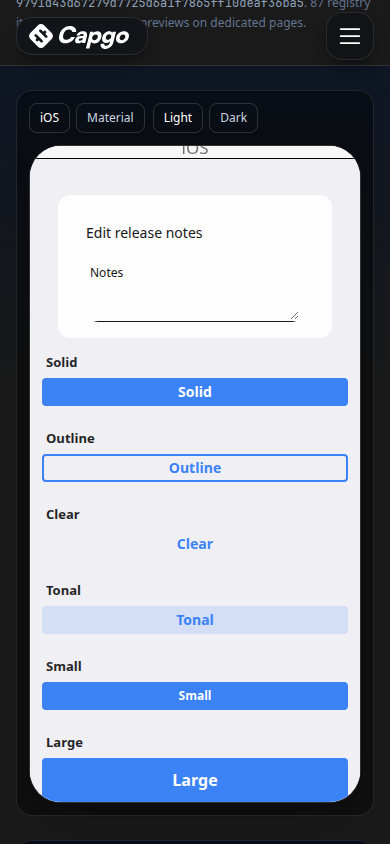 9791d43d67279d7725d6a1f7865ff10deaf36ba5. 87 registry
previews on dedicated pages.
Capgo
iOS
Material
Light
Dark
iOS
Edit release notes
Notes
Solid
Solid
Outline
Outline
Clear
Clear
Tonal
Tonal
Small
Small
Large
Large